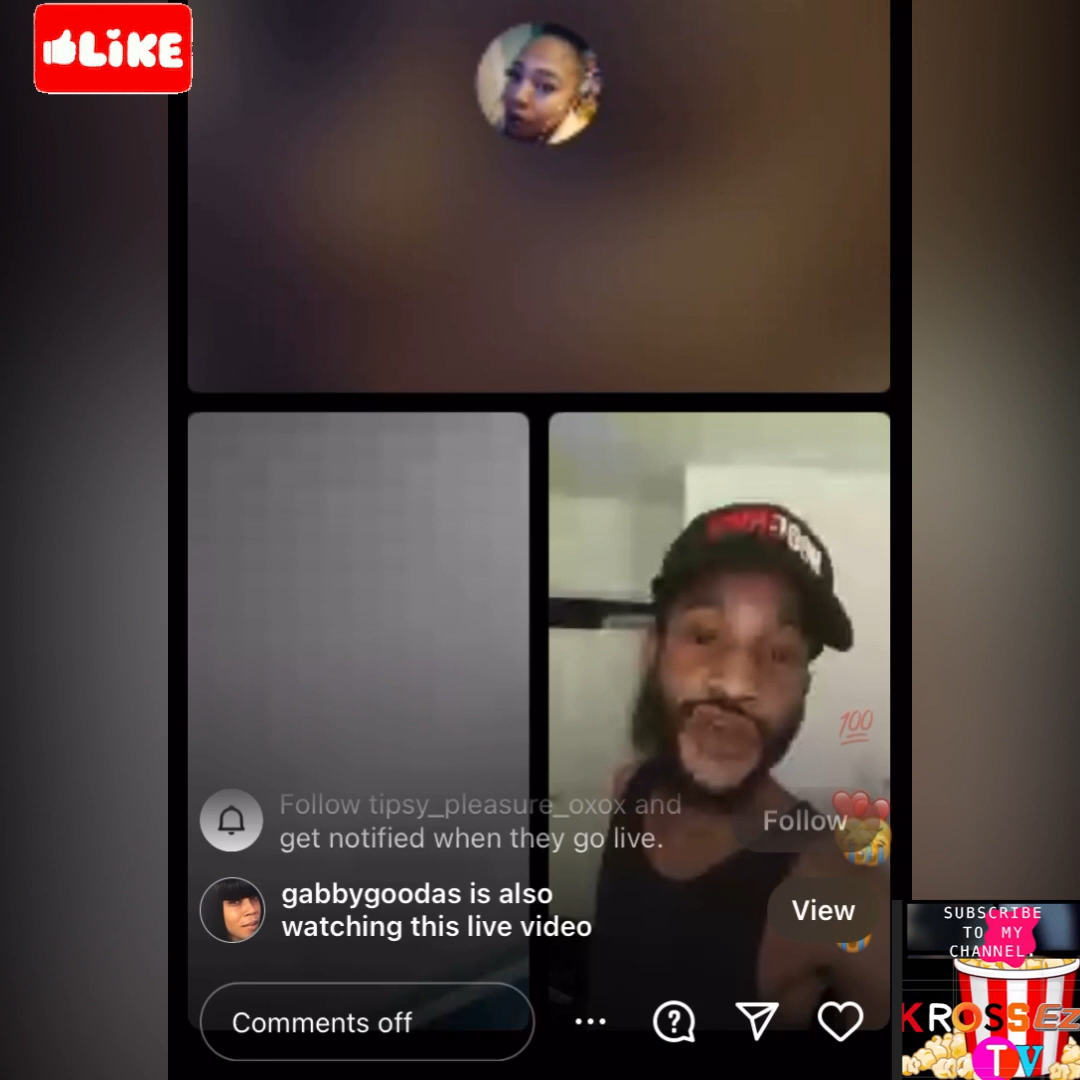 LiKE
100
Follow tipsy_pleasure_oxox and
get notified when they go live.
Follow
gabbygoodas is also
watching this live video
View
Comments off
SUBSCRIBE
TO MY
CHANNEL.
KROSSEz
TV